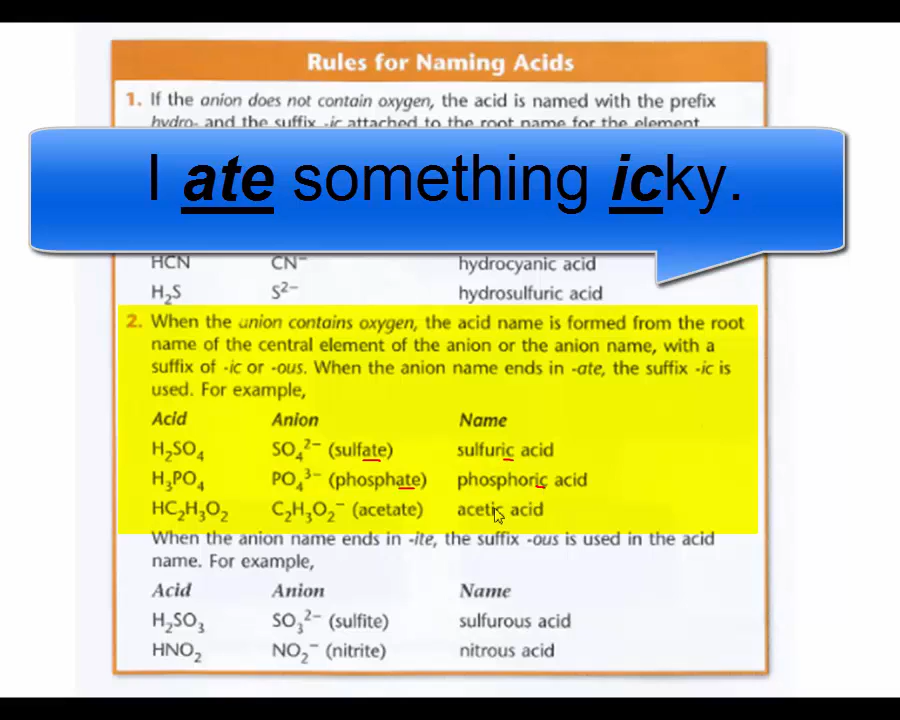 Rules for Naming Acids
1. If the anion does not contain oxygen, the acid is named with the prefix
hydro- and the suffix -ic attached to the root name for the element.
I ate something icky.
HCN CN⁻ hydrocyanic acid
H₂S S²⁻ hydrosulfuric acid
2. When the anion contains oxygen, the acid name is formed from the root
name of the central element of the anion or the anion name, with a
suffix of -ic or -ous. When the anion name ends in -ate, the suffix -ic is
used. For example,
Acid Anion Name
H₂SO₄ SO₄²⁻ (sulfate) sulfuric acid
H₃PO₄ PO₄³⁻ (phosphate) phosphoric acid
HC₂H₃O₂ C₂H₃O₂⁻ (acetate) acetic acid
When the anion name ends in -ite, the suffix -ous is used in the acid
name. For example,
Acid Anion Name
H₂SO₃ SO₃²⁻ (sulfite) sulfurous acid
HNO₂ NO₂⁻ (nitrite) nitrous acid